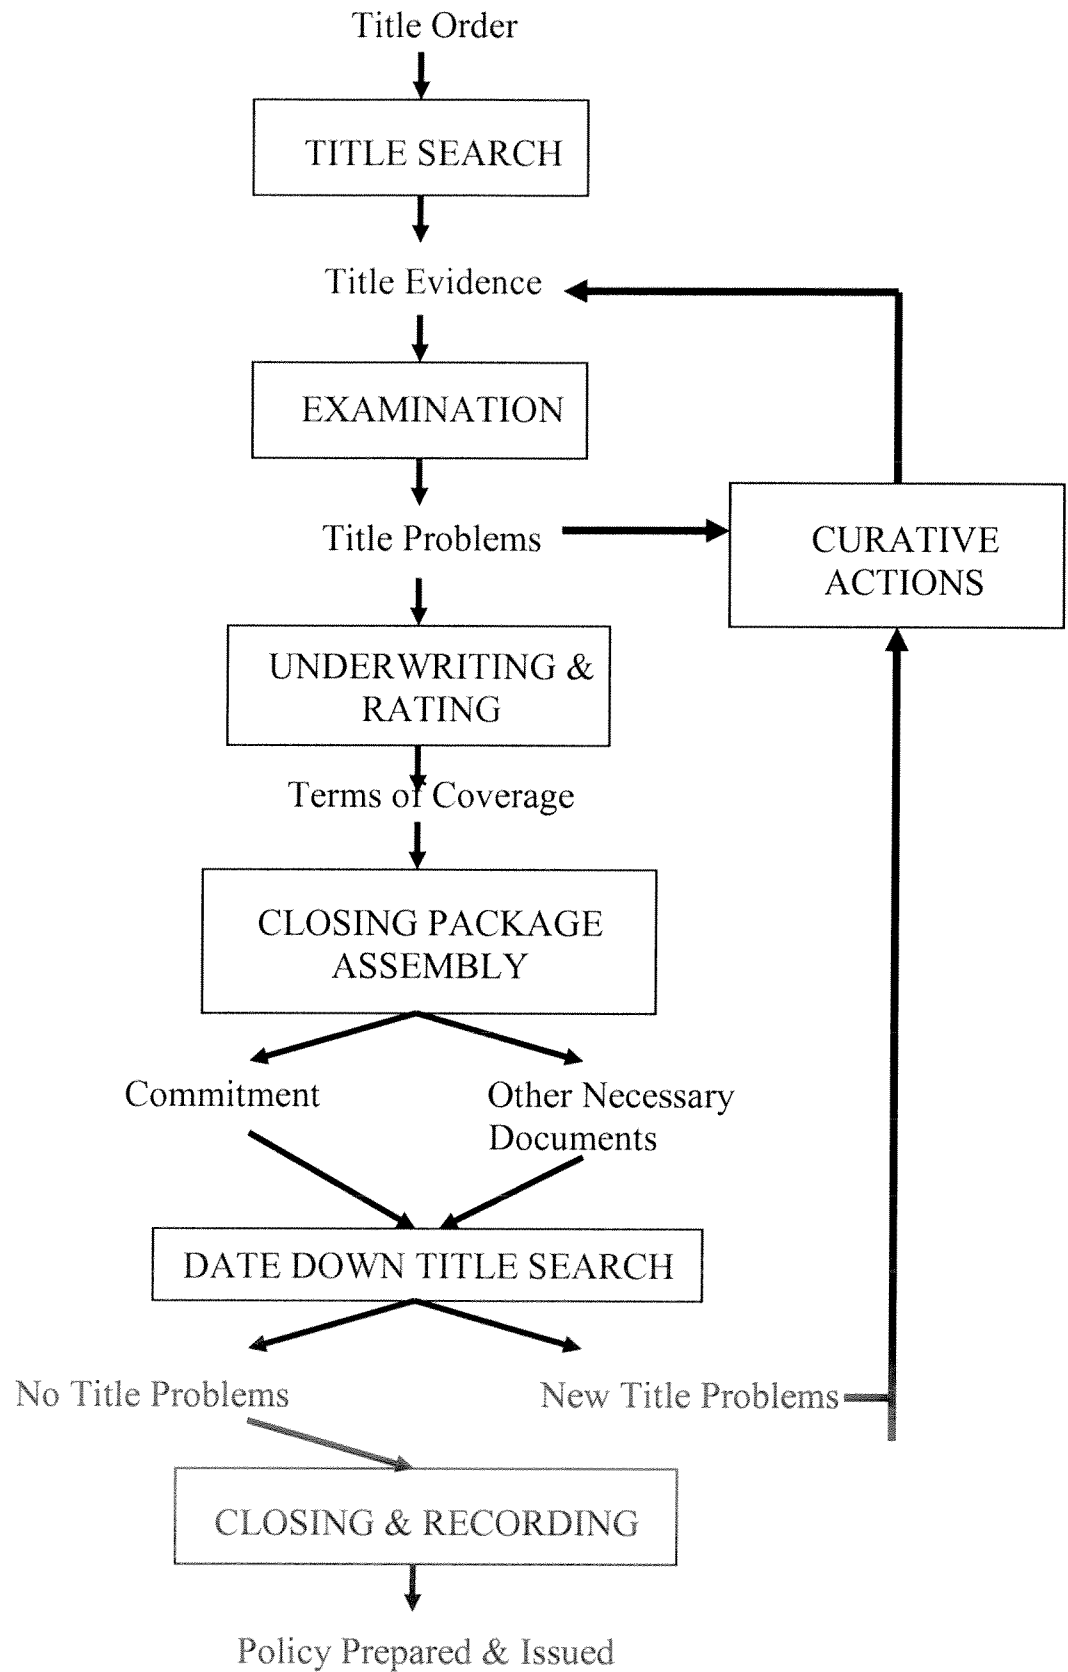 Title Order
TITLE SEARCH
Title Evidence
EXAMINATION
Title Problems
CURATIVE
ACTIONS
UNDERWRITING &
RATING
Terms of Coverage
CLOSING PACKAGE
ASSEMBLY
Commitment
Other Necessary
Documents
DATE DOWN TITLE SEARCH
No Title Problems
New Title Problems
CLOSING & RECORDING
Policy Prepared & Issued